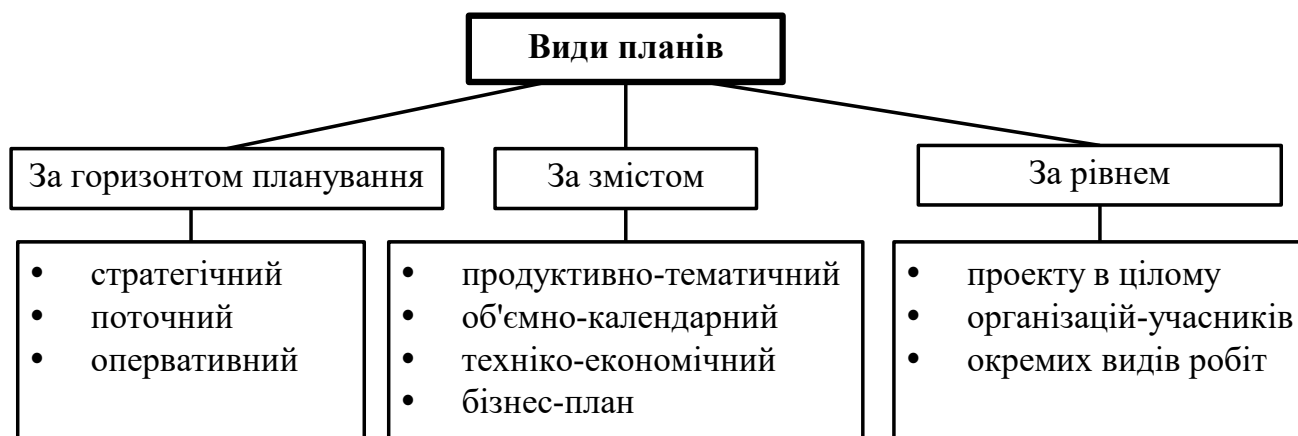 Види планів
За горизонтом планування
• стратегічний
• поточний
• опервативний
За змістом
• продуктивно-тематичний
• об'ємно-календарний
• техніко-економічний
• бізнес-план
За рівнем
• проекту в цілому
• організацій-учасників
• окремих видів робіт